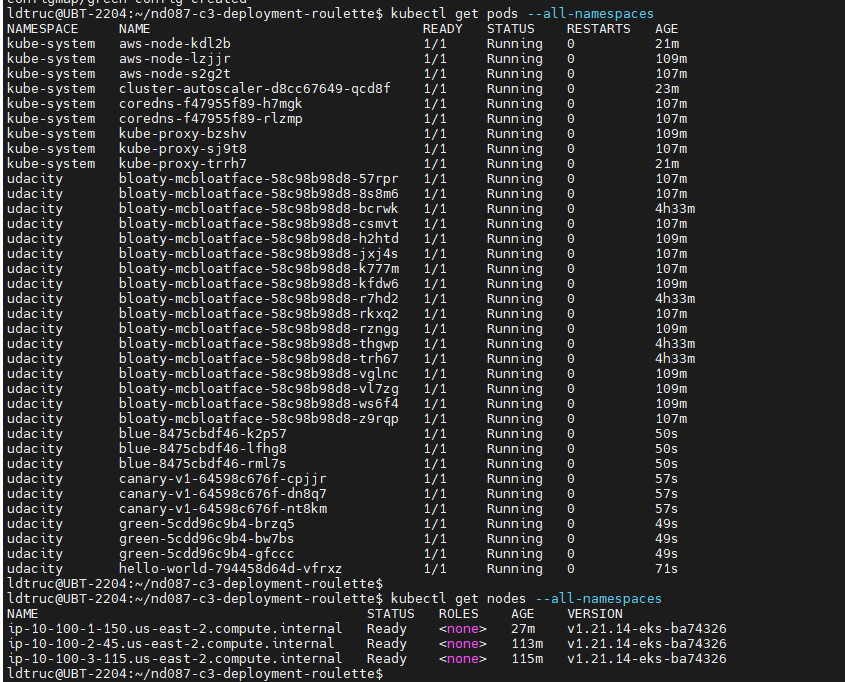 configmap/green-config created
ldtruc@UBT-2204:~/nd087-c3-deployment-roulette$ kubectl get pods --all-namespaces
NAMESPACE NAME READY STATUS RESTARTS AGE
kube-system aws-node-kdl2b 1/1 Running 0 21m
kube-system aws-node-lzjjr 1/1 Running 0 109m
kube-system aws-node-s2g2t 1/1 Running 0 107m
kube-system cluster-autoscaler-d8cc67649-qcd8f 1/1 Running 0 23m
kube-system coredns-f47955f89-h7mgk 1/1 Running 0 107m
kube-system coredns-f47955f89-rlzmp 1/1 Running 0 107m
kube-system kube-proxy-bzshv 1/1 Running 0 109m
kube-system kube-proxy-sj9t8 1/1 Running 0 107m
kube-system kube-proxy-trrh7 1/1 Running 0 21m
udacity bloaty-mcbloatface-58c98b98d8-57rpr 1/1 Running 0 107m
udacity bloaty-mcbloatface-58c98b98d8-8s8m6 1/1 Running 0 107m
udacity bloaty-mcbloatface-58c98b98d8-bcrwk 1/1 Running 0 4h33m
udacity bloaty-mcbloatface-58c98b98d8-csmvt 1/1 Running 0 107m
udacity bloaty-mcbloatface-58c98b98d8-h2htd 1/1 Running 0 109m
udacity bloaty-mcbloatface-58c98b98d8-jxj4s 1/1 Running 0 107m
udacity bloaty-mcbloatface-58c98b98d8-k777m 1/1 Running 0 107m
udacity bloaty-mcbloatface-58c98b98d8-kfdw6 1/1 Running 0 109m
udacity bloaty-mcbloatface-58c98b98d8-r7hd2 1/1 Running 0 4h33m
udacity bloaty-mcbloatface-58c98b98d8-rkxq2 1/1 Running 0 107m
udacity bloaty-mcbloatface-58c98b98d8-rzngg 1/1 Running 0 109m
udacity bloaty-mcbloatface-58c98b98d8-thgwp 1/1 Running 0 4h33m
udacity bloaty-mcbloatface-58c98b98d8-trh67 1/1 Running 0 4h33m
udacity bloaty-mcbloatface-58c98b98d8-vglnc 1/1 Running 0 109m
udacity bloaty-mcbloatface-58c98b98d8-vl7zg 1/1 Running 0 109m
udacity bloaty-mcbloatface-58c98b98d8-ws6f4 1/1 Running 0 109m
udacity bloaty-mcbloatface-58c98b98d8-z9rqp 1/1 Running 0 107m
udacity blue-8475cbdf46-k2p57 1/1 Running 0 50s
udacity blue-8475cbdf46-lfhg8 1/1 Running 0 50s
udacity blue-8475cbdf46-rml7s 1/1 Running 0 50s
udacity canary-v1-64598c676f-cpjjr 1/1 Running 0 57s
udacity canary-v1-64598c676f-dn8q7 1/1 Running 0 57s
udacity canary-v1-64598c676f-nt8km 1/1 Running 0 57s
udacity green-5cdd96c9b4-brzq5 1/1 Running 0 49s
udacity green-5cdd96c9b4-bw7bs 1/1 Running 0 49s
udacity green-5cdd96c9b4-gfccc 1/1 Running 0 49s
udacity hello-world-794458d64d-vfrxz 1/1 Running 0 71s
ldtruc@UBT-2204:~/nd087-c3-deployment-roulette$
ldtruc@UBT-2204:~/nd087-c3-deployment-roulette$ kubectl get nodes --all-namespaces
NAME STATUS ROLES AGE VERSION
ip-10-100-1-150.us-east-2.compute.internal Ready <none> 27m v1.21.14-eks-ba74326
ip-10-100-2-45.us-east-2.compute.internal Ready <none> 113m v1.21.14-eks-ba74326
ip-10-100-3-115.us-east-2.compute.internal Ready <none> 115m v1.21.14-eks-ba74326
ldtruc@UBT-2204:~/nd087-c3-deployment-roulette$